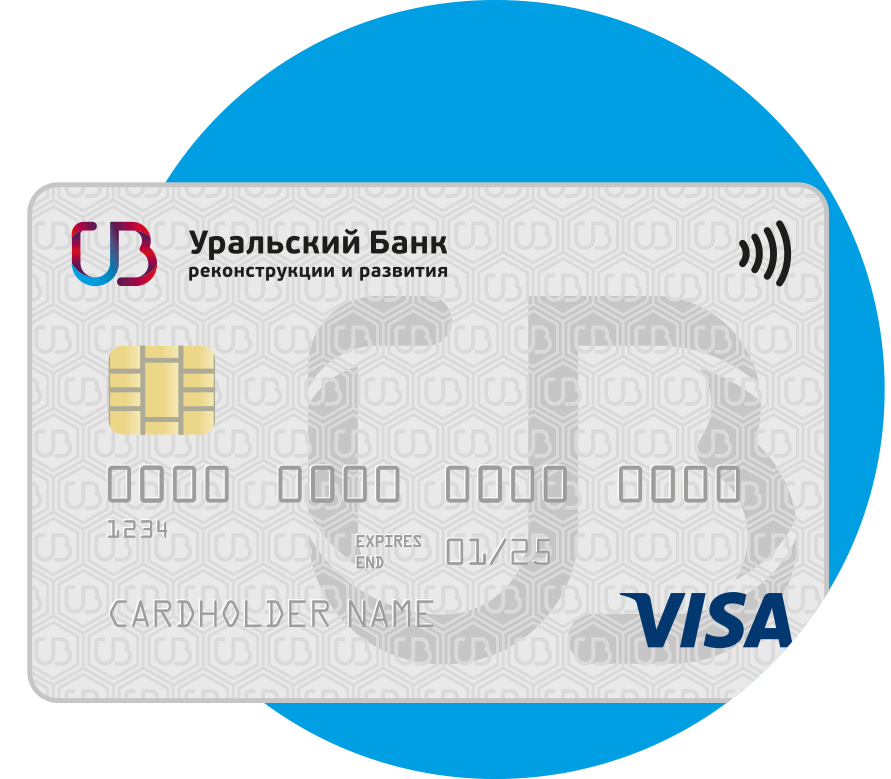 Уральский Банк
реконструкции и развития
0000 0000 0000 0000
1234
EXPIRES
END
01/25
CARDHOLDER NAME
VISA